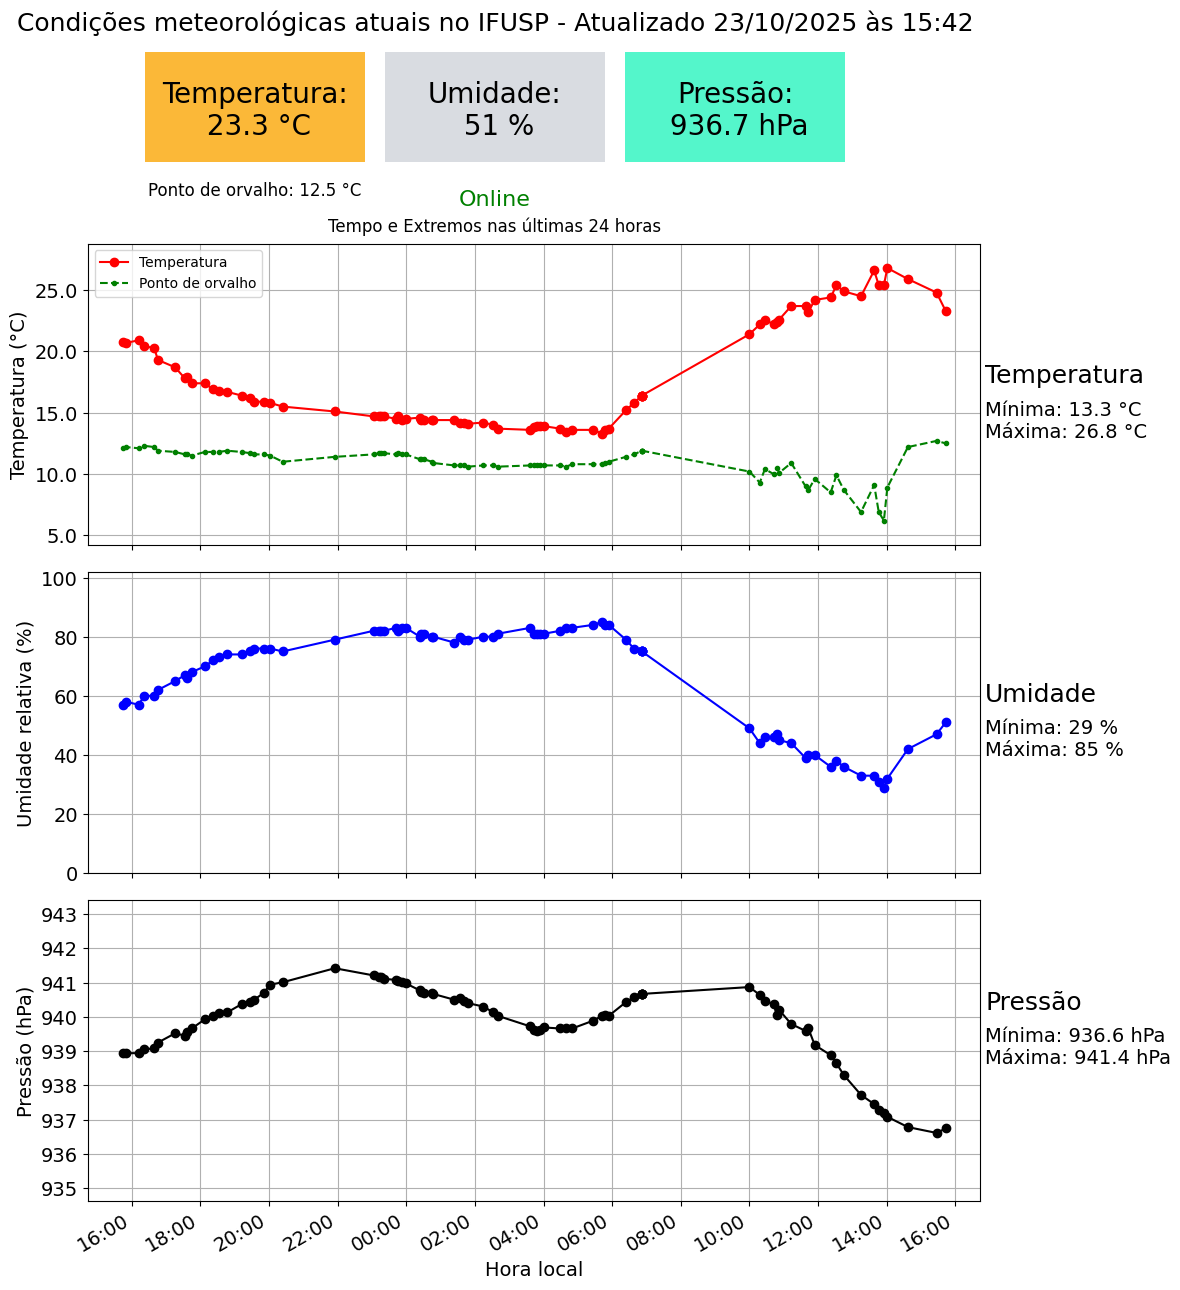 Condições meteorológicas atuais no IFUSP - Atualizado 23/10/2025 às 15:42
Temperatura:
23.3 °C
Umidade:
51 %
Pressão:
936.7 hPa
Ponto de orvalho: 12.5 °C
Online
Tempo e Extremos nas últimas 24 horas
Temperatura
Ponto de orvalho
Temperatura (°C)
25.0
20.0
15.0
10.0
5.0
Temperatura
Mínima: 13.3 °C
Máxima: 26.8 °C
Umidade relativa (%)
100
80
60
40
20
0
Umidade
Mínima: 29 %
Máxima: 85 %
Pressão (hPa)
943
942
941
940
939
938
937
936
935
Pressão
Mínima: 936.6 hPa
Máxima: 941.4 hPa
16:00 18:00 20:00 22:00 00:00 02:00 04:00 06:00 08:00 10:00 12:00 14:00 16:00
Hora local